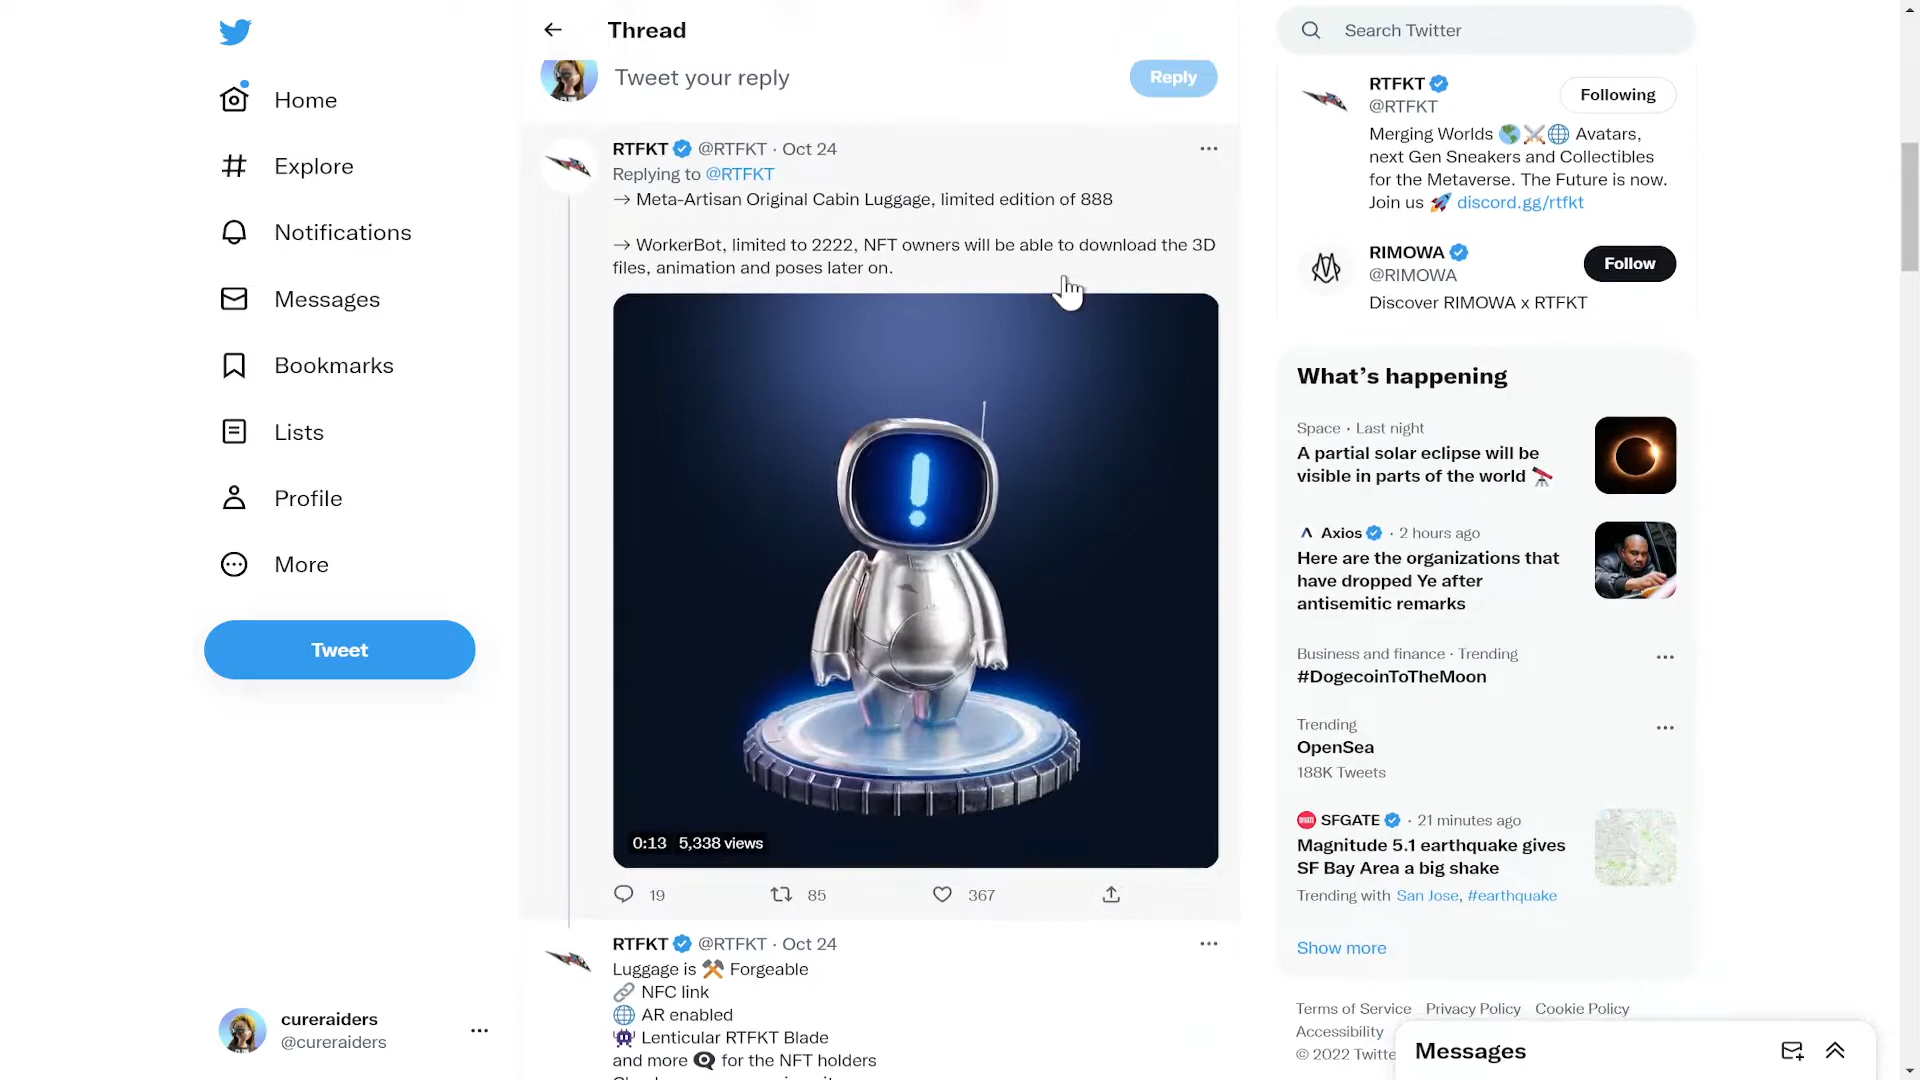 Home
Explore
Notifications
Messages
Bookmarks
Lists
Profile
More
Tweet
cureraiders
@cureraiders
Thread
Tweet your reply
Reply
RTFKT @RTFKT · Oct 24
Replying to @RTFKT
→ Meta-Artisan Original Cabin Luggage, limited edition of 888
→ WorkerBot, limited to 2222, NFT owners will be able to download the 3D
files, animation and poses later on.
!
0:13 5,338 views
19 85 367
RTFKT @RTFKT · Oct 24
Luggage is ⚒️ Forgeable
🔗 NFC link
🌐 AR enabled
👾 Lenticular RTFKT Blade
and more 👁️‍🗨️ for the NFT holders
Search Twitter
RTFKT
@RTFKT
Following
Merging Worlds 🌎⚔️🌐 Avatars,
next Gen Sneakers and Collectibles
for the Metaverse. The Future is now.
Join us 🚀 discord.gg/rtfkt
RIMOWA
@RIMOWA
Follow
Discover RIMOWA x RTFKT
What’s happening
Space · Last night
A partial solar eclipse will be
visible in parts of the world 🔭
Axios · 2 hours ago
Here are the organizations that
have dropped Ye after
antisemitic remarks
Business and finance · Trending
#DogecoinToTheMoon
Trending
OpenSea
188K Tweets
SFGATE · 21 minutes ago
Magnitude 5.1 earthquake gives
SF Bay Area a big shake
Trending with San Jose, #earthquake
Show more
Terms of Service Privacy Policy Cookie Policy
Accessibility
© 2022 Twitte
Messages